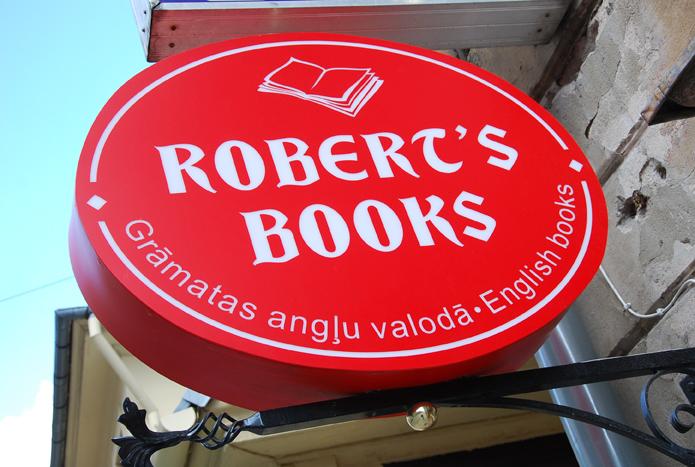 ROBERT'S
BOOKS
Grāmatas angļu valodā • English books